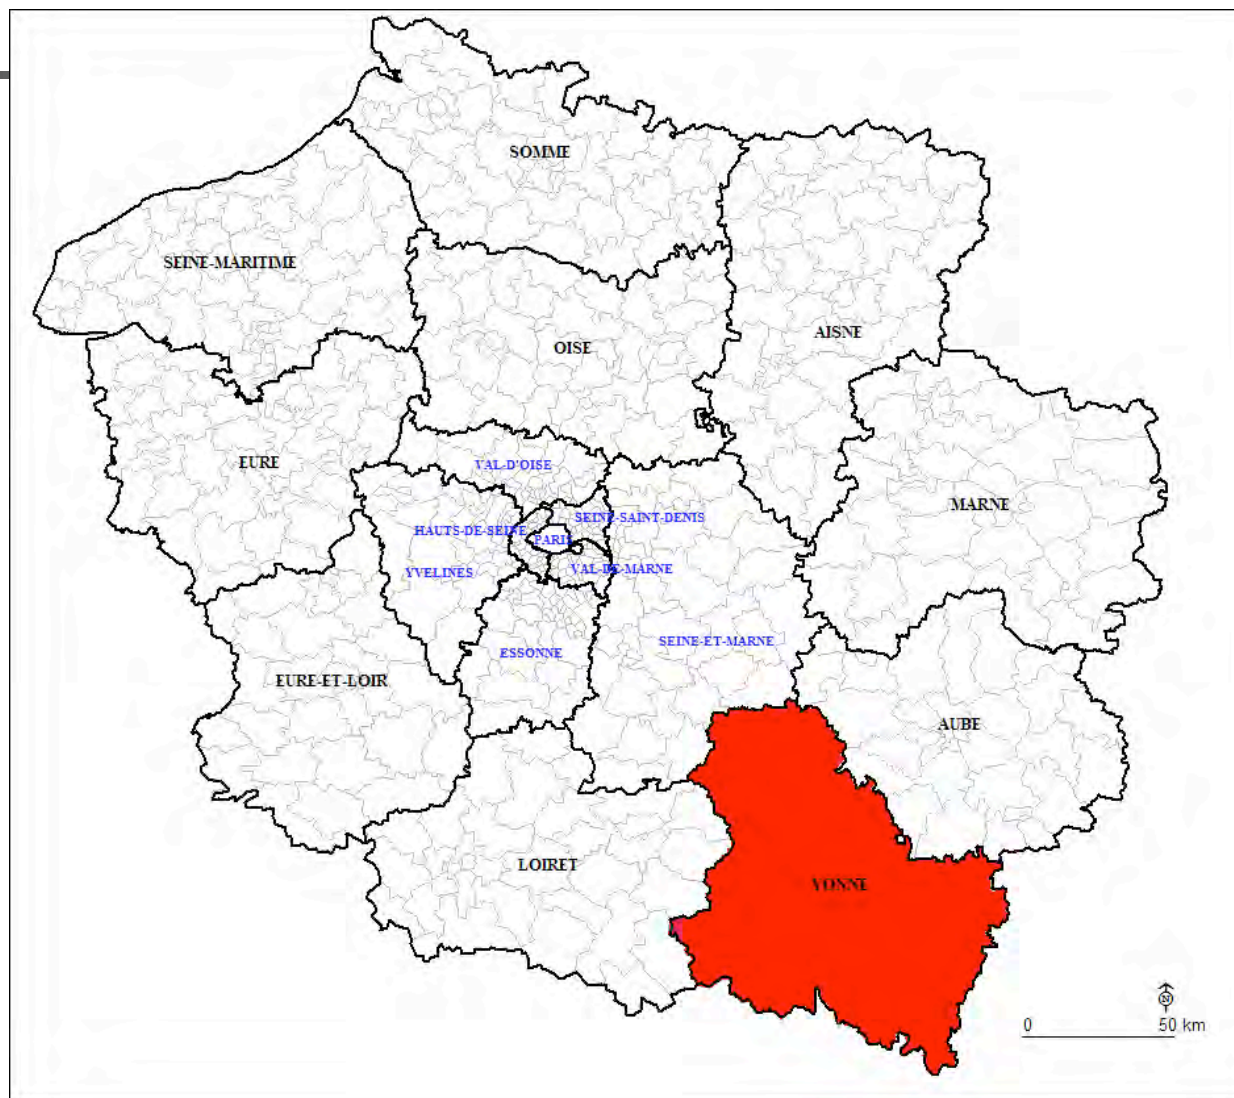 SOMME
SEINE-MARITIME
AISNE
OISE
EURE
VAL-D'OISE
MARNE
SEINE-SAINT-DENIS
HAUTS-DE-SEINE
PARIS
VAL-DE-MARNE
YVELINES
SEINE-ET-MARNE
ESSONNE
EURE-ET-LOIR
AUBE
LOIRET
YONNE
N
0 50 km